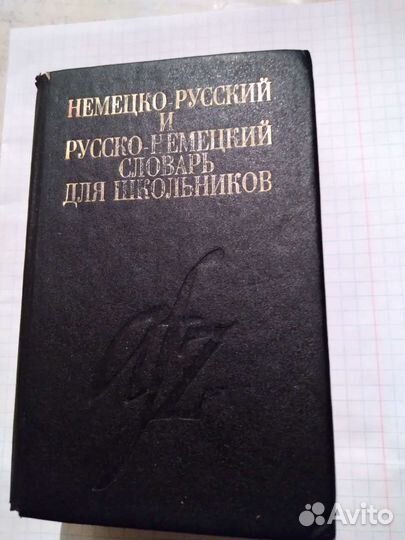 НЕМЕЦКО-РУССКИЙ
И
РУССКО-НЕМЕЦКИЙ
СЛОВАРЬ
ДЛЯ ШКОЛЬНИКОВ
Avito